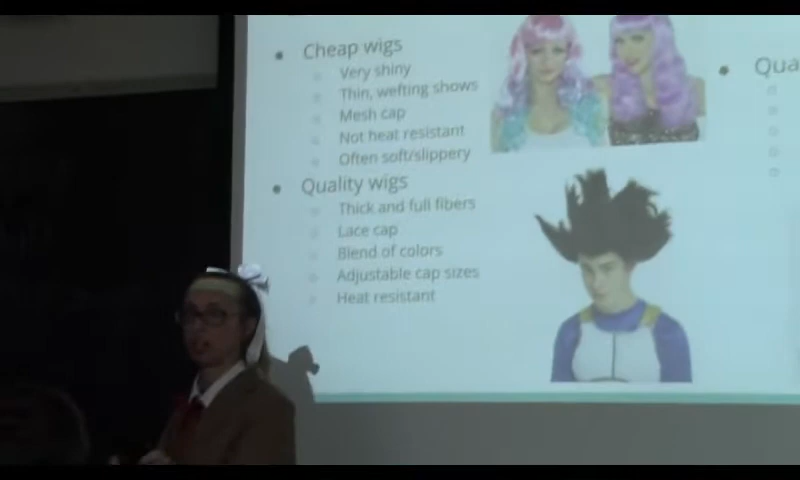 Cheap wigs
Very shiny
Thin, wefting shows
Mesh cap
Not heat resistant
Often soft/slippery
Quality wigs
Thick and full fibers
Lace cap
Blend of colors
Adjustable cap sizes
Heat resistant
Qua